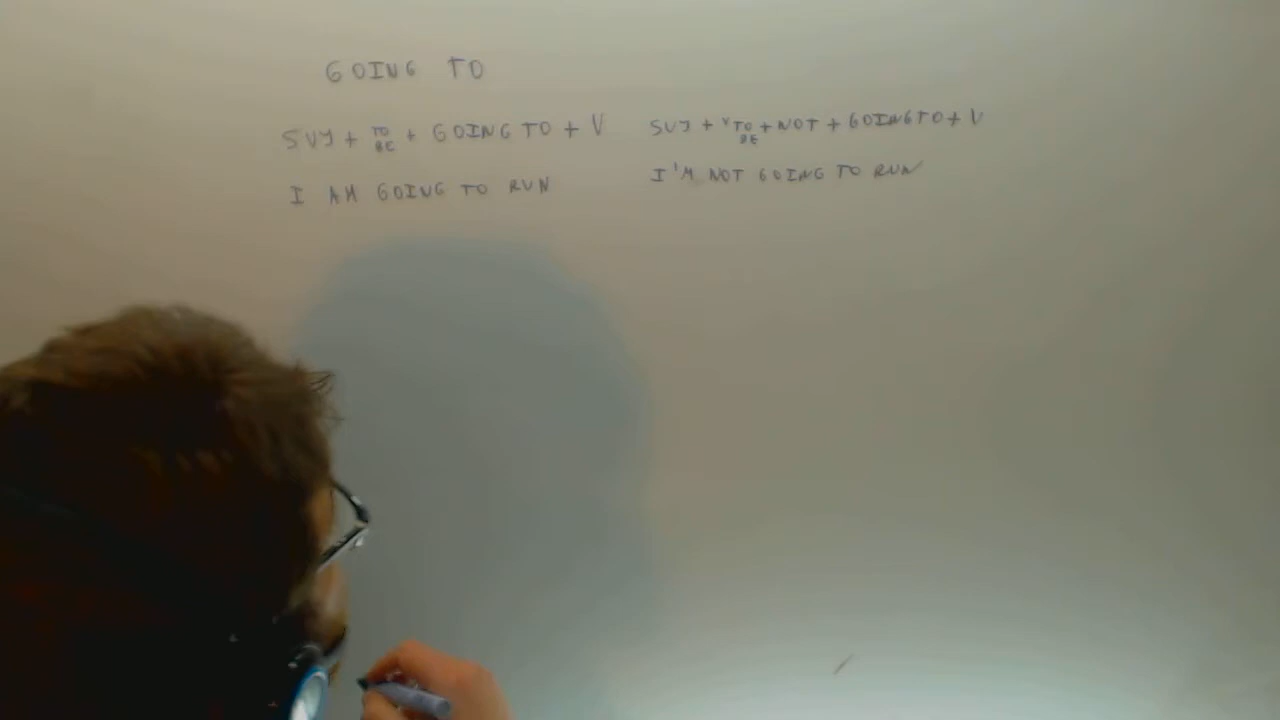 GOING TO
SUJ + TO BE + GOING TO + V
I AM GOING TO RUN
SUJ + V TO BE + NOT + GOING TO + V
I'M NOT GOING TO RUN